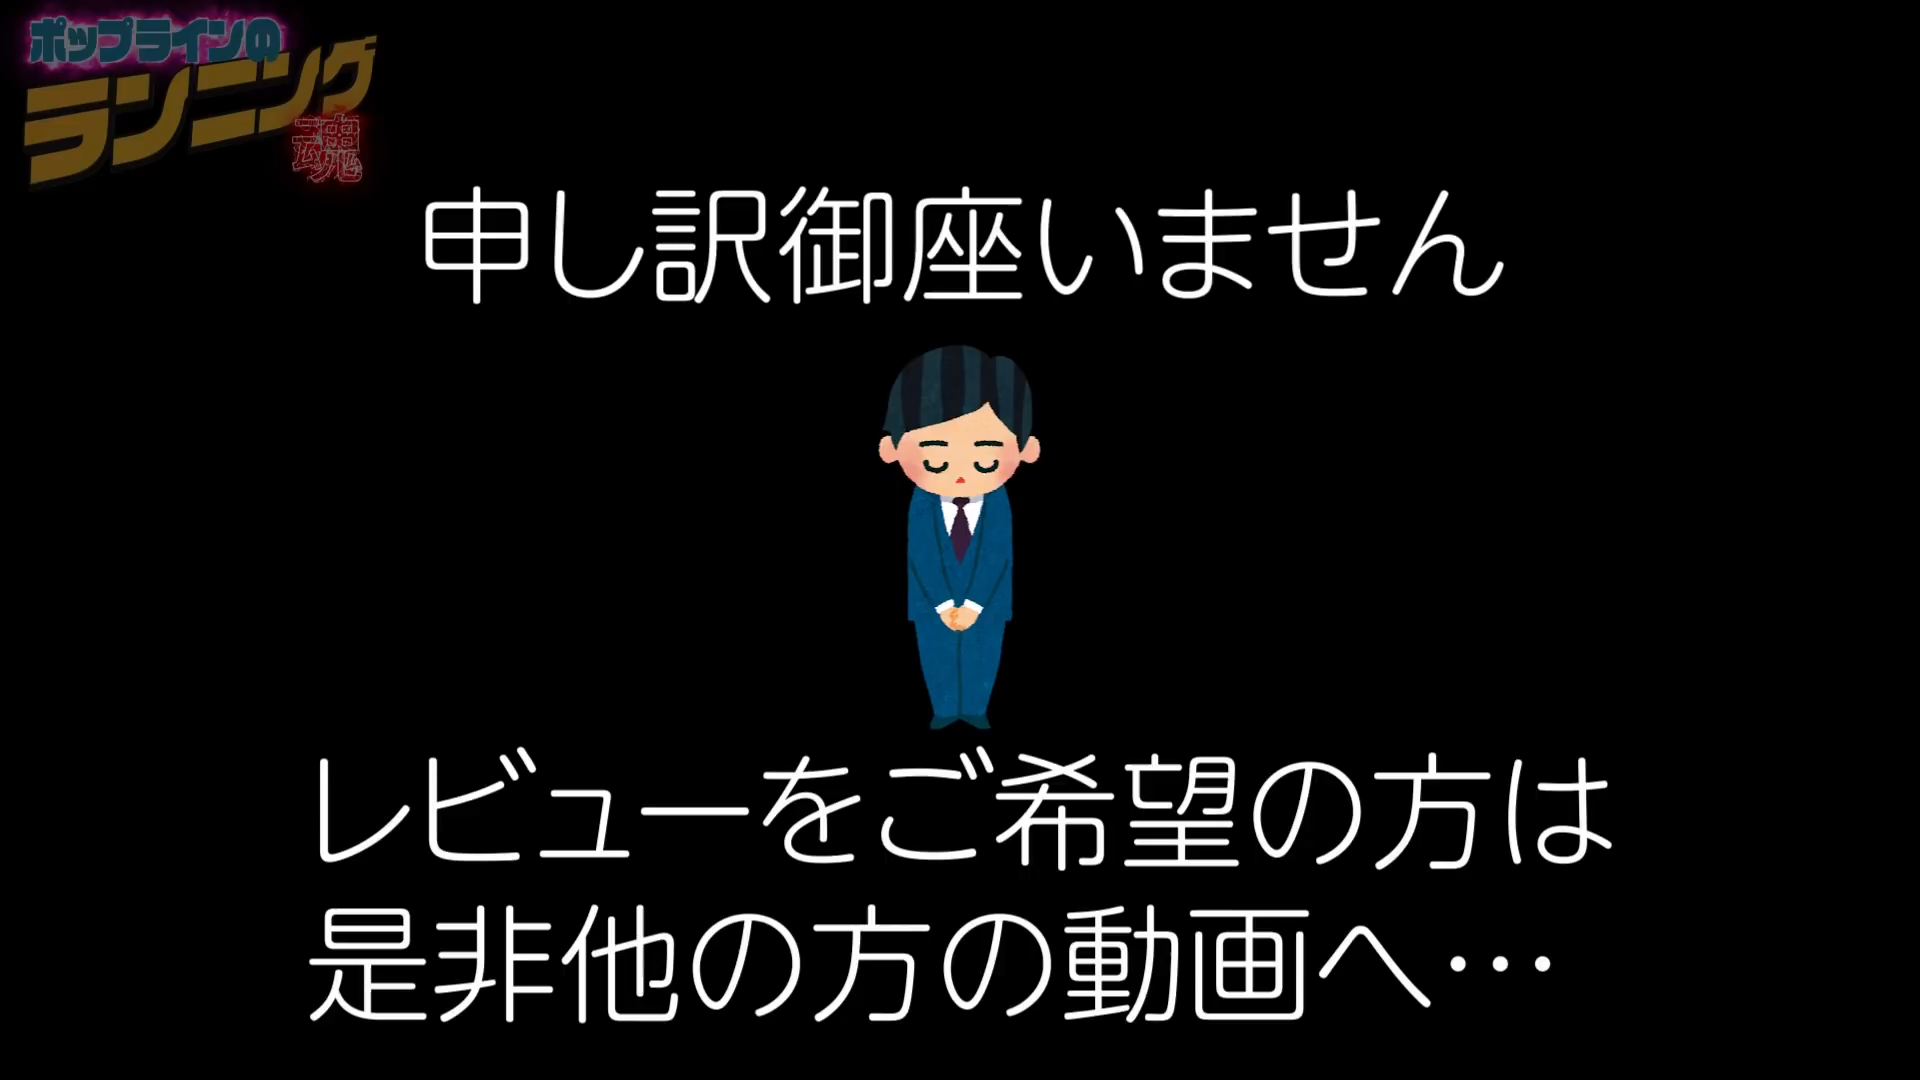 ポップラインの
ランニング
魂
申し訳御座いません
レビューをご希望の方は
是非他の方の動画へ…